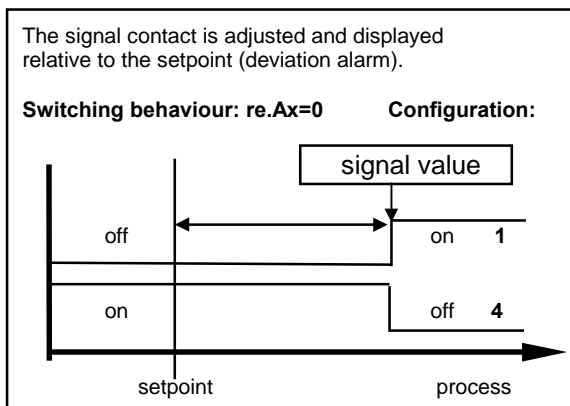 The signal contact is adjusted and displayed
relative to the setpoint (deviation alarm).
Switching behaviour: re.Ax=0 Configuration:
signal value
off on 1
on off 4
setpoint process